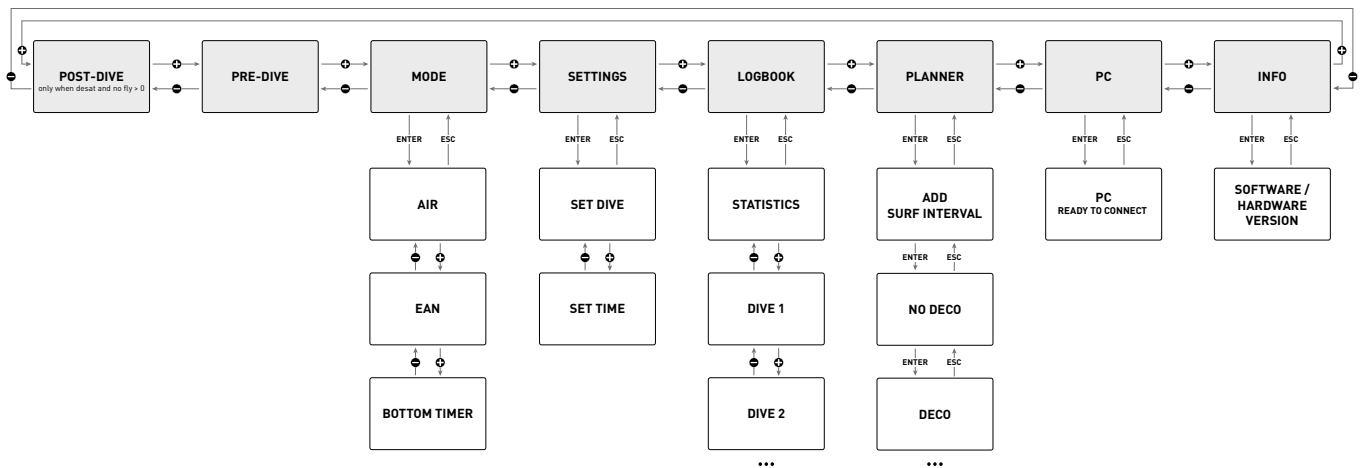 POST-DIVE
only when desat and no fly > 0
PRE-DIVE
MODE
SETTINGS
LOGBOOK
PLANNER
PC
INFO
ENTER ESC
ENTER ESC
ENTER ESC
ENTER ESC
ENTER ESC
ENTER ESC
AIR
SET DIVE
STATISTICS
ADD
SURF INTERVAL
PC
READY TO CONNECT
SOFTWARE /
HARDWARE
VERSION
ENTER ESC
EAN
SET TIME
DIVE 1
NO DECO
ENTER ESC
BOTTOM TIMER
DIVE 2
DECO
•••
•••